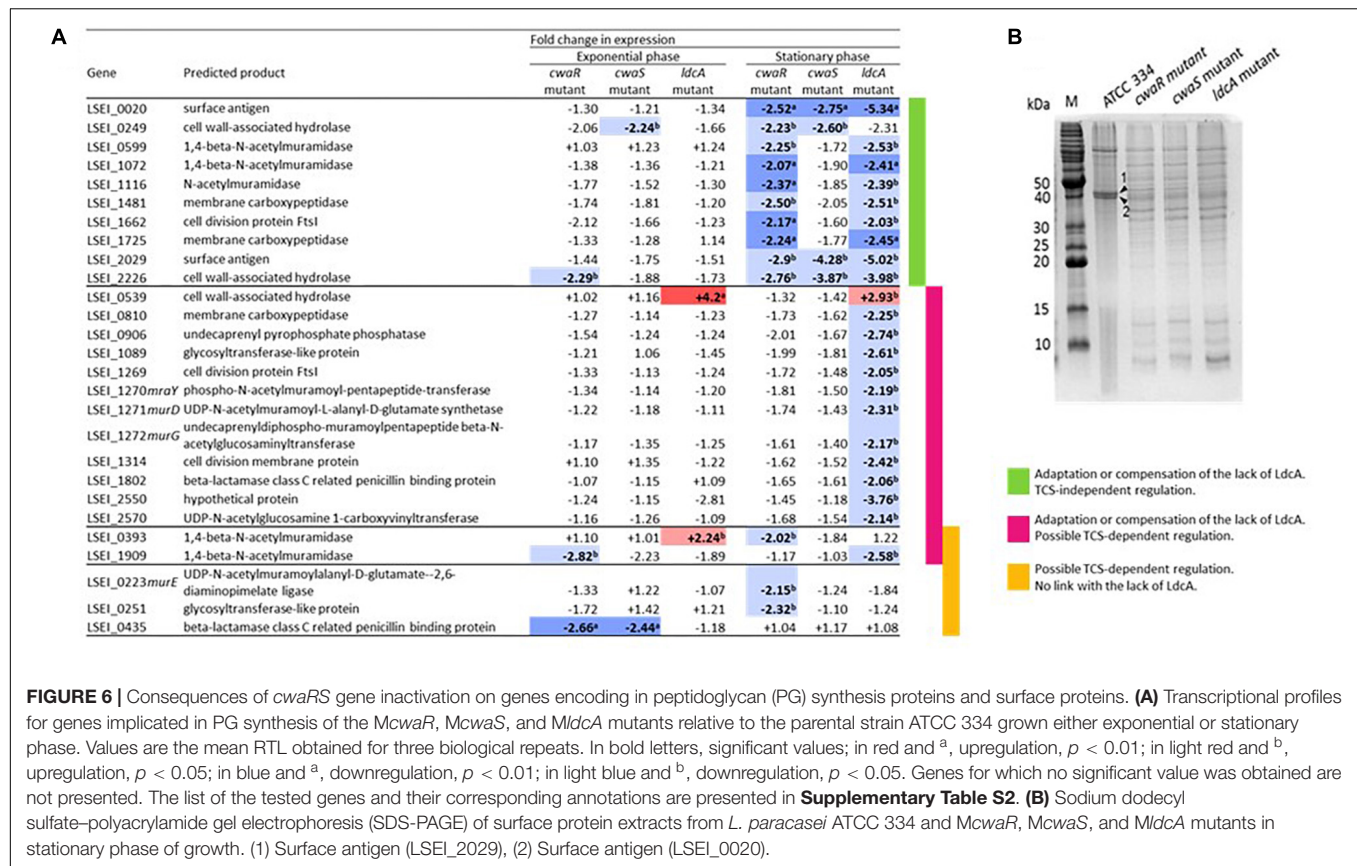 A
Fold change in expression
Exponential phase Stationary phase
Gene Predicted product cwaR mutant cwaS mutant ldcA mutant cwaR mutant cwaS mutant ldcA mutant
LSEI_0020 surface antigen -1.30 -1.21 -1.34 -2.52ᵃ -2.75ᵃ -5.34ᵃ
LSEI_0249 cell wall-associated hydrolase -2.06 -2.24ᵇ -1.66 -2.23ᵇ -2.60ᵇ -2.31
LSEI_0599 1,4-beta-N-acetylmuramidase +1.03 +1.23 +1.24 -2.25ᵇ -1.72 -2.53ᵇ
LSEI_1072 1,4-beta-N-acetylmuramidase -1.38 -1.36 -1.21 -2.07ᵃ -1.90 -2.41ᵃ
LSEI_1116 N-acetylmuramidase -1.77 -1.52 -1.30 -2.37ᵃ -1.85 -2.39ᵇ
LSEI_1481 membrane carboxypeptidase -1.74 -1.81 -1.20 -2.50ᵇ -2.05 -2.51ᵇ
LSEI_1662 cell division protein FtsI -2.12 -1.66 -1.23 -2.17ᵃ -1.60 -2.03ᵇ
LSEI_1725 membrane carboxypeptidase -1.33 -1.28 1.14 -2.24ᵃ -1.77 -2.45ᵃ
LSEI_2029 surface antigen -1.44 -1.75 -1.51 -2.9ᵇ -4.28ᵇ -5.02ᵇ
LSEI_2226 cell wall-associated hydrolase -2.29ᵇ -1.88 -1.73 -2.76ᵇ -3.87ᵇ -3.98ᵇ
LSEI_0539 cell wall-associated hydrolase +1.02 +1.16 +4.2ᵃ -1.32 -1.42 +2.93ᵇ
LSEI_0810 membrane carboxypeptidase -1.27 -1.14 -1.23 -1.73 -1.62 -2.25ᵇ
LSEI_0906 undecaprenyl pyrophosphate phosphatase -1.54 -1.24 -1.24 -2.01 -1.67 -2.74ᵇ
LSEI_1089 glycosyltransferase-like protein -1.21 1.06 -1.45 -1.99 -1.81 -2.61ᵇ
LSEI_1269 cell division protein FtsI -1.33 -1.13 -1.24 -1.72 -1.48 -2.05ᵇ
LSEI_1270mraY phospho-N-acetylmuramoyl-pentapeptide-transferase -1.34 -1.14 -1.20 -1.81 -1.50 -2.19ᵇ
LSEI_1271murD UDP-N-acetylmuramoyl-L-alanyl-D-glutamate synthetase -1.22 -1.18 -1.11 -1.74 -1.43 -2.31ᵇ
LSEI_1272murG undecaprenyldiphospho-muramoylpentapeptide beta-N-
acetylglucosaminyltransferase -1.17 -1.35 -1.25 -1.61 -1.40 -2.17ᵇ
LSEI_1314 cell division membrane protein +1.10 +1.35 -1.22 -1.62 -1.52 -2.42ᵇ
LSEI_1802 beta-lactamase class C related penicillin binding protein -1.07 -1.15 +1.09 -1.65 -1.61 -2.06ᵇ
LSEI_2550 hypothetical protein -1.24 -1.15 -2.81 -1.45 -1.18 -3.76ᵇ
LSEI_2570 UDP-N-acetylglucosamine 1-carboxyvinyltransferase -1.16 -1.26 -1.09 -1.68 -1.54 -2.14ᵇ
LSEI_0393 1,4-beta-N-acetylmuramidase +1.10 +1.01 +2.24ᵇ -2.02ᵇ -1.84 1.22
LSEI_1909 1,4-beta-N-acetylmuramidase -2.82ᵇ -2.23 -1.89 -1.17 -1.03 -2.58ᵇ
LSEI_0223murE UDP-N-acetylmuramoylalanyl-D-glutamate--2,6-
diaminopimelate ligase -1.33 +1.22 -1.07 -2.15ᵇ -1.24 -1.84
LSEI_0251 glycosyltransferase-like protein -1.72 +1.42 +1.21 -2.32ᵇ -1.10 -1.24
LSEI_0435 beta-lactamase class C related penicillin binding protein -2.66ᵃ -2.44ᵃ -1.18 +1.04 +1.17 +1.08
B
kDa M ATCC 334 cwaR mutant cwaS mutant ldcA mutant
50
40
30
25
20
15
10
1
2
Adaptation or compensation of the lack of LdcA.
TCS-independent regulation.
Adaptation or compensation of the lack of LdcA.
Possible TCS-dependent regulation.
Possible TCS-dependent regulation.
No link with the lack of LdcA.
FIGURE 6 | Consequences of cwaRS gene inactivation on genes encoding in peptidoglycan (PG) synthesis proteins and surface proteins. (A) Transcriptional profiles
for genes implicated in PG synthesis of the McwaR, McwaS, and MldcA mutants relative to the parental strain ATCC 334 grown either exponential or stationary
phase. Values are the mean RTL obtained for three biological repeats. In bold letters, significant values; in red and ᵃ, upregulation, p < 0.01; in light red and ᵇ,
upregulation, p < 0.05; in blue and ᵃ, downregulation, p < 0.01; in light blue and ᵇ, downregulation, p < 0.05. Genes for which no significant value was obtained are
not presented. The list of the tested genes and their corresponding annotations are presented in Supplementary Table S2. (B) Sodium dodecyl
sulfate–polyacrylamide gel electrophoresis (SDS-PAGE) of surface protein extracts from L. paracasei ATCC 334 and McwaR, McwaS, and MldcA mutants in
stationary phase of growth. (1) Surface antigen (LSEI_2029), (2) Surface antigen (LSEI_0020).